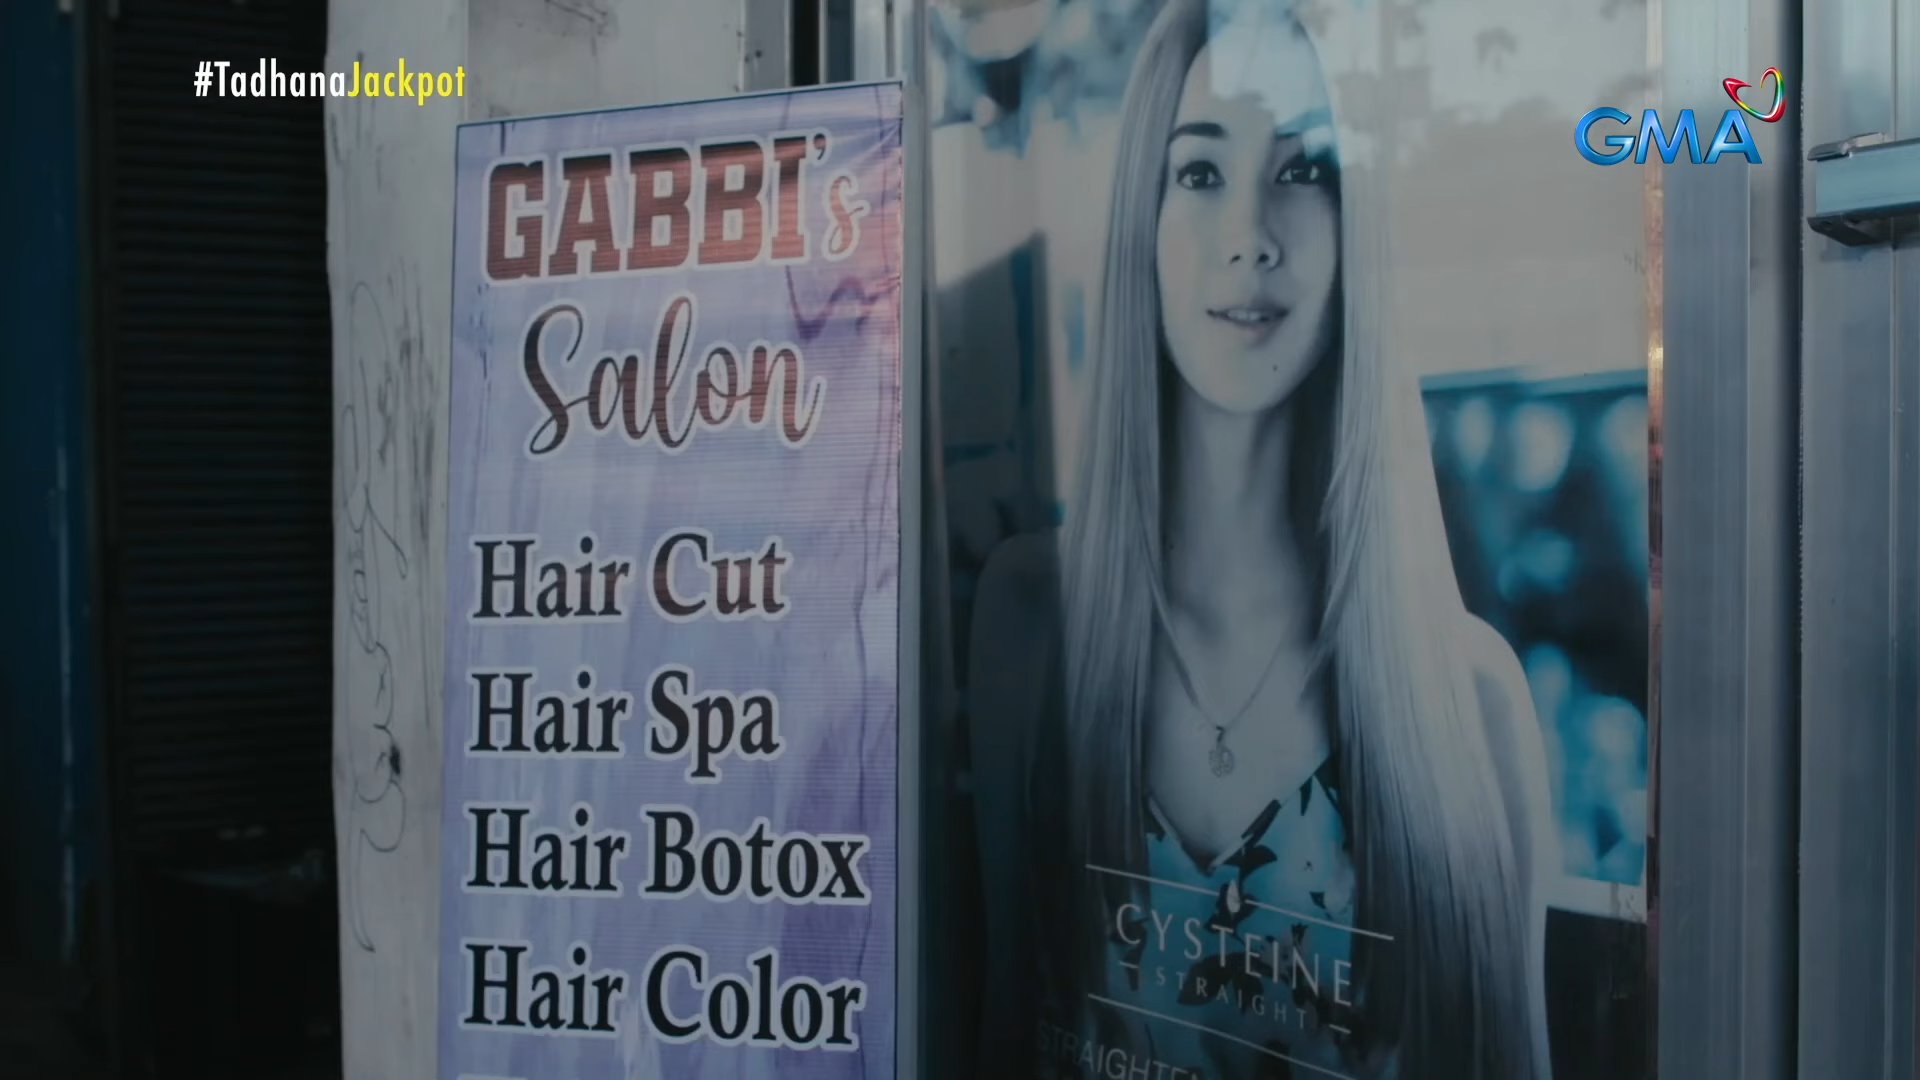 #TadhanaJackpot
GMA
GABBI's
Salon
Hair Cut
Hair Spa
Hair Botox
Hair Color
CYSTEINE
STRAIGHT